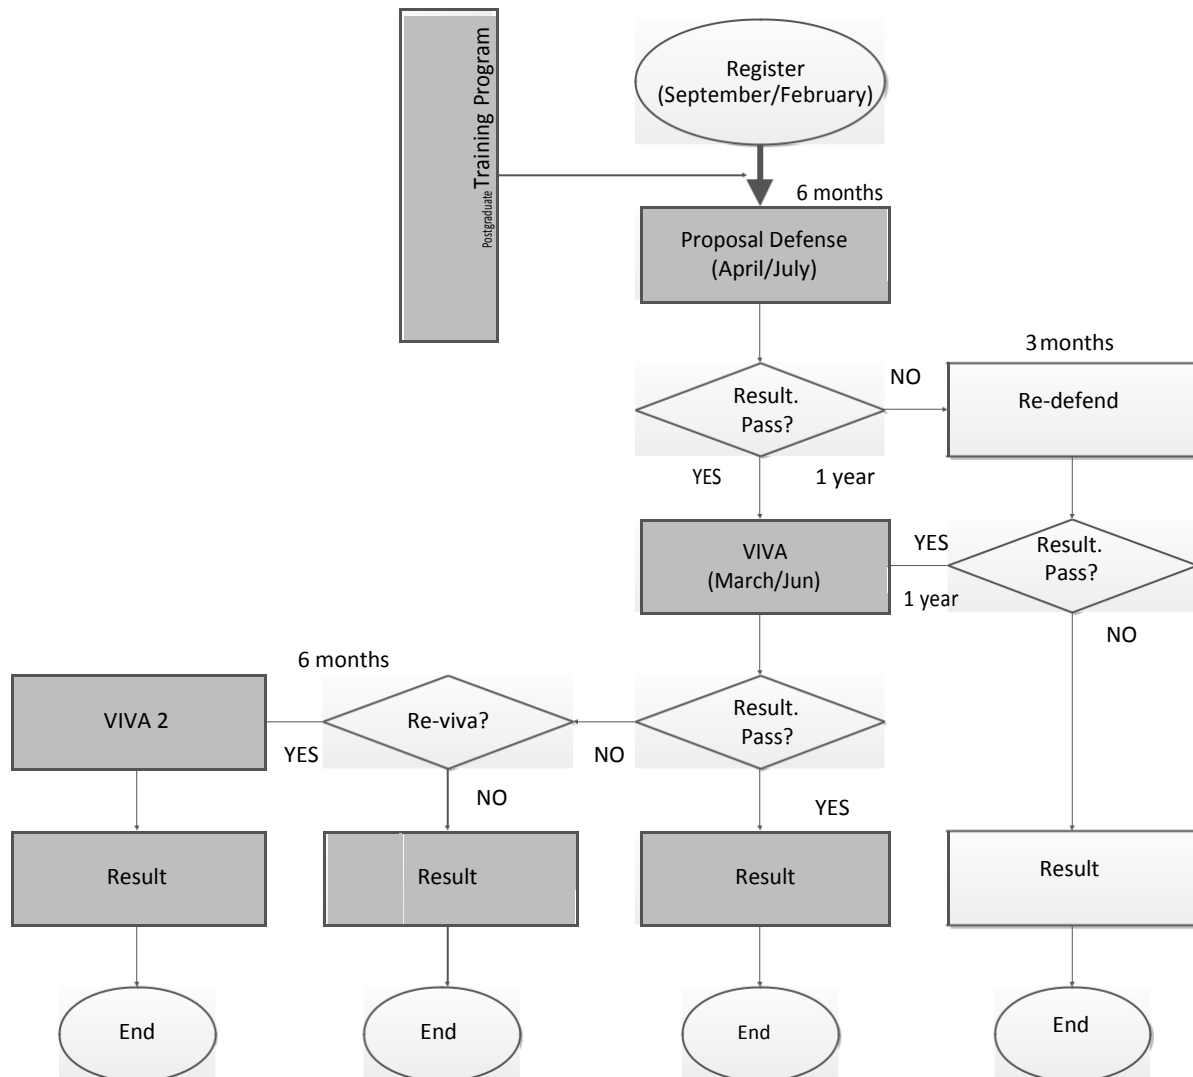 Postgraduate Training Program
Register
(September/February)
6 months
Proposal Defense
(April/July)
3 months
NO
Result.
Pass?
Re-defend
YES
1 year
VIVA
(March/Jun)
YES
1 year
Result.
Pass?
NO
6 months
VIVA 2
YES
Re-viva?
NO
Result.
Pass?
NO
YES
Result
Result
Result
Result
End
End
End
End